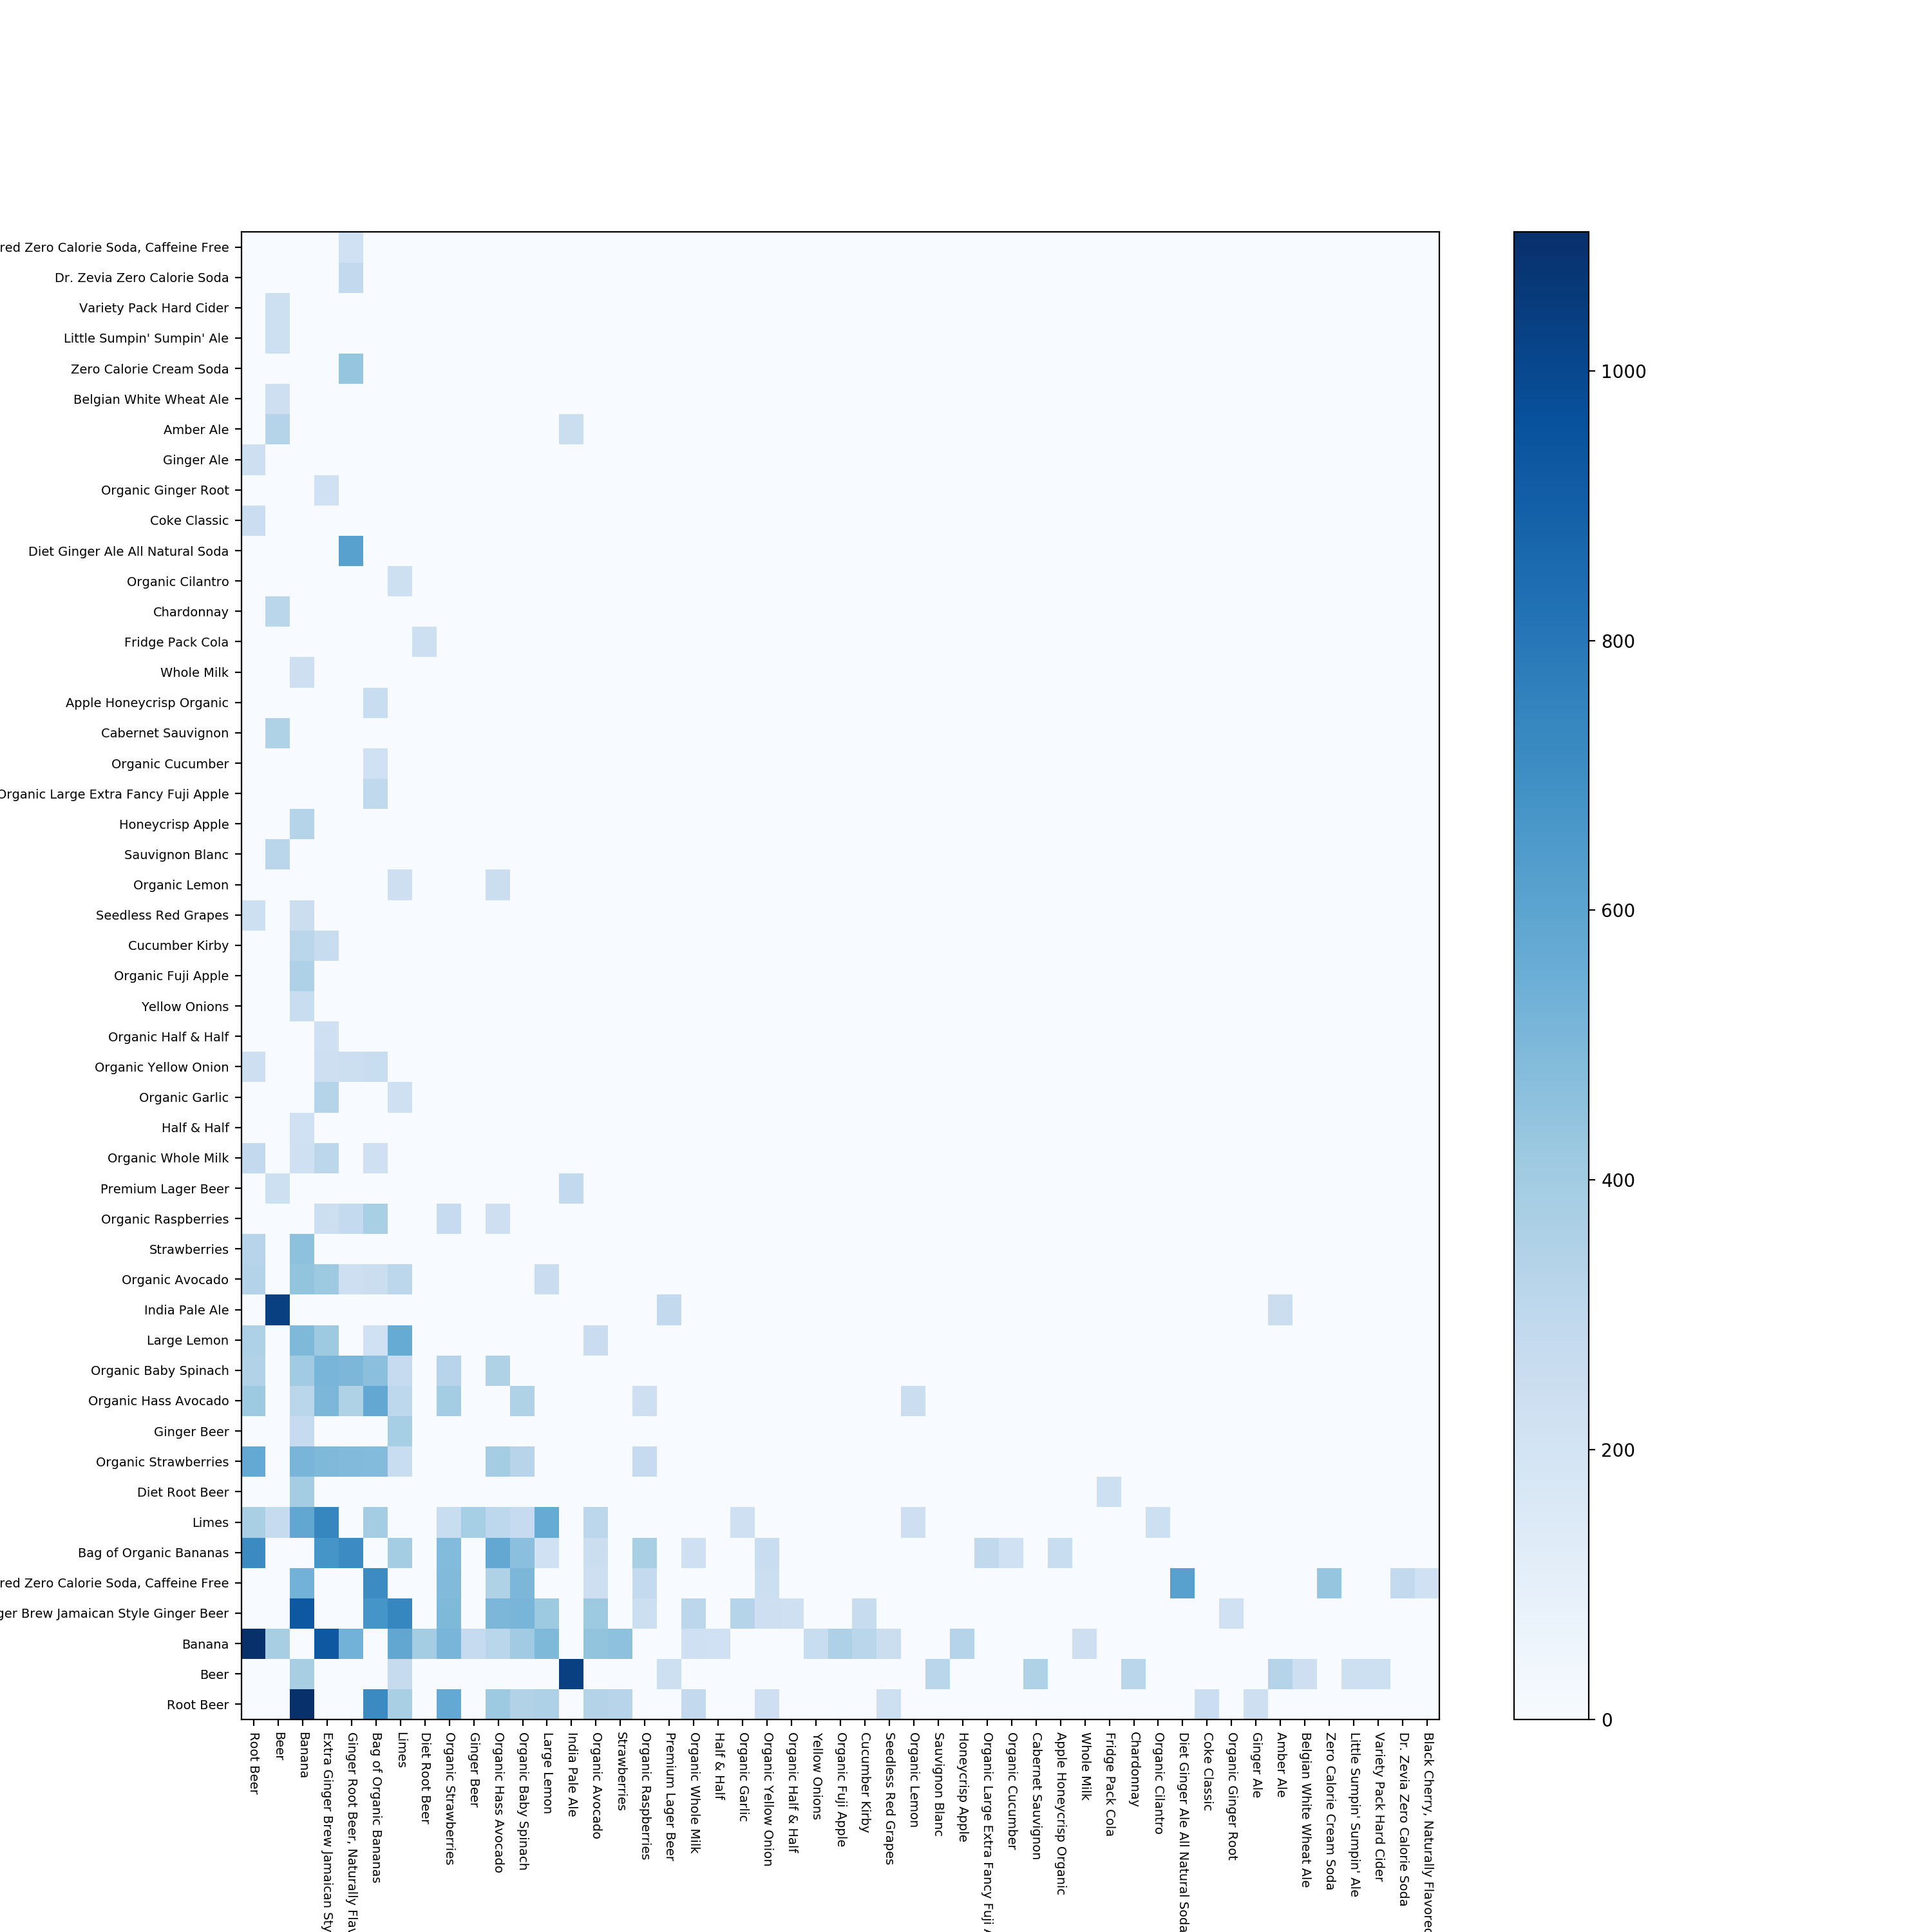 red Zero Calorie Soda, Caffeine Free
Dr. Zevia Zero Calorie Soda
Variety Pack Hard Cider
Little Sumpin' Sumpin' Ale
Zero Calorie Cream Soda
Belgian White Wheat Ale
Amber Ale
Ginger Ale
Organic Ginger Root
Coke Classic
Diet Ginger Ale All Natural Soda
Organic Cilantro
Chardonnay
Fridge Pack Cola
Whole Milk
Apple Honeycrisp Organic
Cabernet Sauvignon
Organic Cucumber
Organic Large Extra Fancy Fuji Apple
Honeycrisp Apple
Sauvignon Blanc
Organic Lemon
Seedless Red Grapes
Cucumber Kirby
Organic Fuji Apple
Yellow Onions
Organic Half & Half
Organic Yellow Onion
Organic Garlic
Half & Half
Organic Whole Milk
Premium Lager Beer
Organic Raspberries
Strawberries
Organic Avocado
India Pale Ale
Large Lemon
Organic Baby Spinach
Organic Hass Avocado
Ginger Beer
Organic Strawberries
Diet Root Beer
Limes
Bag of Organic Bananas
red Zero Calorie Soda, Caffeine Free
ger Brew Jamaican Style Ginger Beer
Banana
Beer
Root Beer
Root Beer
Beer
Banana
Extra Ginger Brew Jamaican Sty
Ginger Root Beer, Naturally Flav
Bag of Organic Bananas
Limes
Diet Root Beer
Organic Strawberries
Ginger Beer
Organic Hass Avocado
Organic Baby Spinach
Large Lemon
India Pale Ale
Organic Avocado
Strawberries
Organic Raspberries
Premium Lager Beer
Organic Whole Milk
Half & Half
Organic Garlic
Organic Yellow Onion
Organic Half & Half
Yellow Onions
Organic Fuji Apple
Cucumber Kirby
Seedless Red Grapes
Organic Lemon
Sauvignon Blanc
Honeycrisp Apple
Organic Large Extra Fancy Fuji A
Organic Cucumber
Cabernet Sauvignon
Apple Honeycrisp Organic
Whole Milk
Fridge Pack Cola
Chardonnay
Organic Cilantro
Diet Ginger Ale All Natural Soda
Coke Classic
Organic Ginger Root
Ginger Ale
Amber Ale
Belgian White Wheat Ale
Zero Calorie Cream Soda
Little Sumpin' Sumpin' Ale
Variety Pack Hard Cider
Dr. Zevia Zero Calorie Soda
Black Cherry, Naturally Flavored
1000
800
600
400
200
0